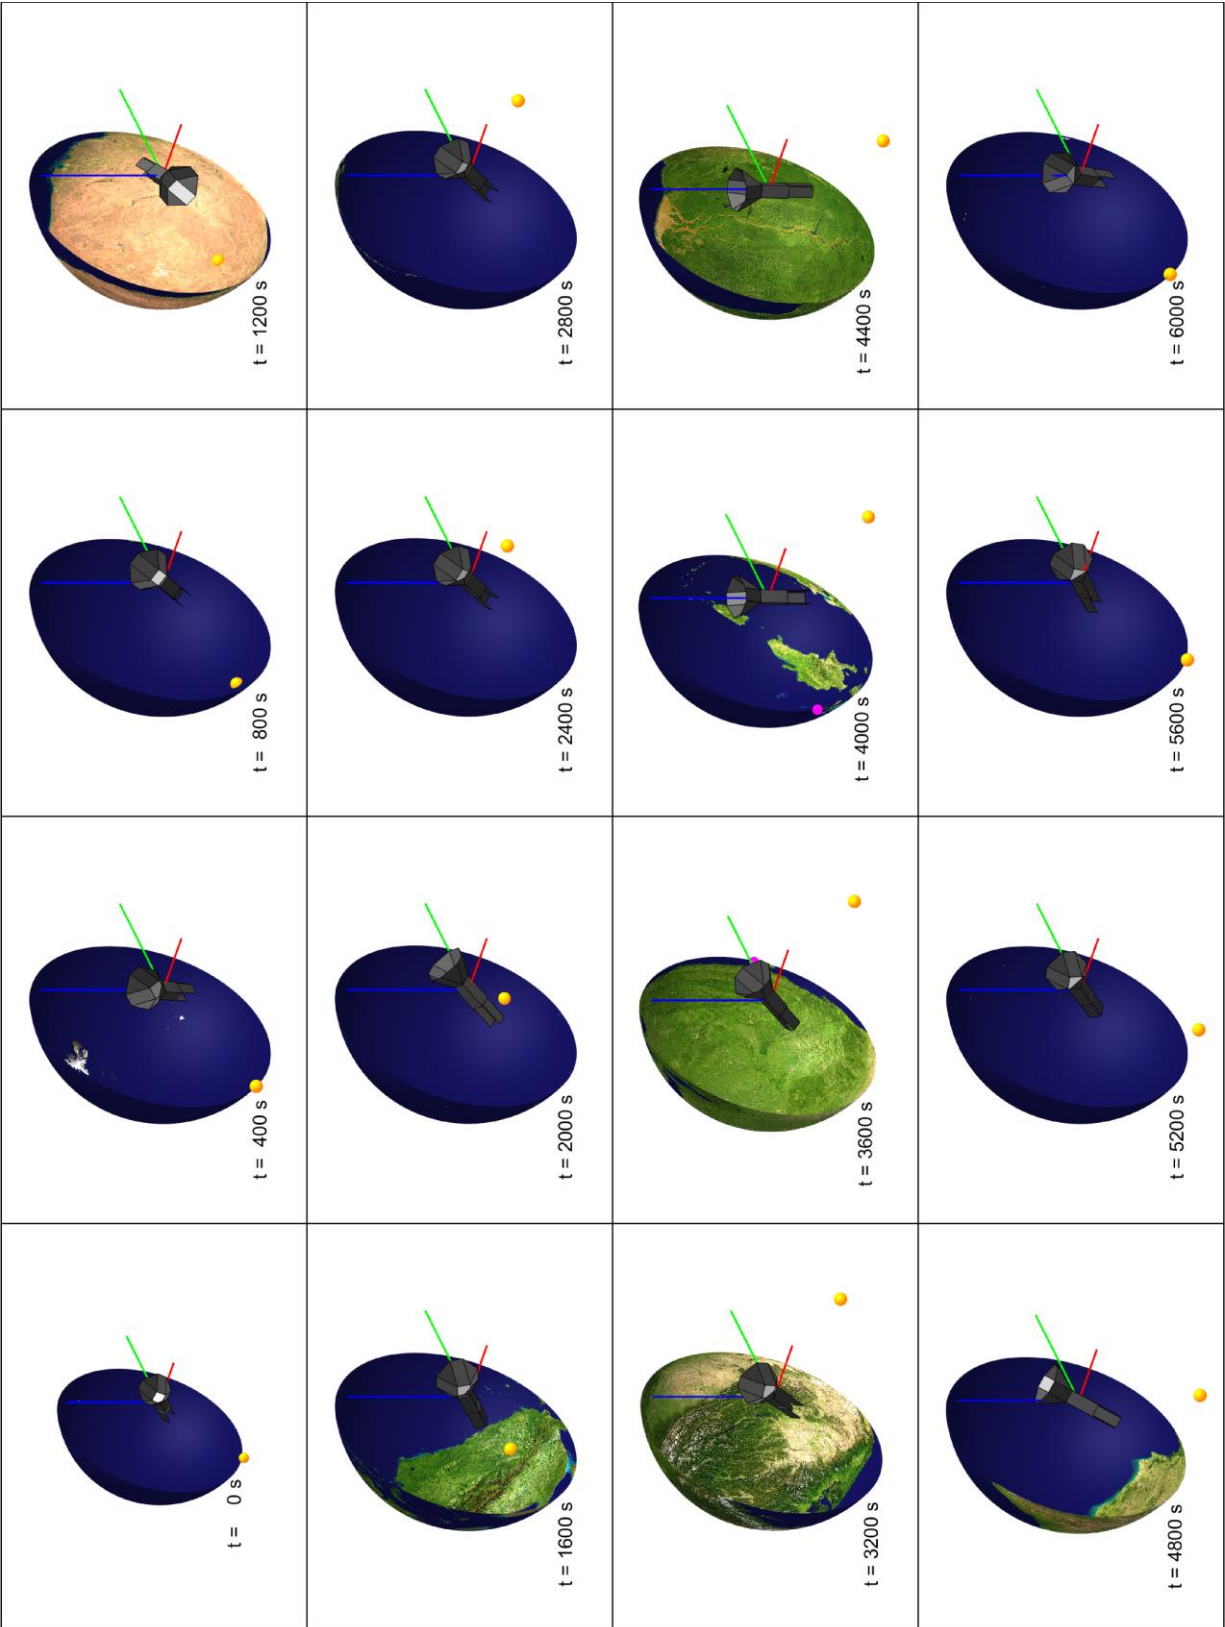 t =    0 s
t =  400 s
t =  800 s
t = 1200 s
t = 1600 s
t = 2000 s
t = 2400 s
t = 2800 s
t = 3200 s
t = 3600 s
t = 4000 s
t = 4400 s
t = 4800 s
t = 5200 s
t = 5600 s
t = 6000 s